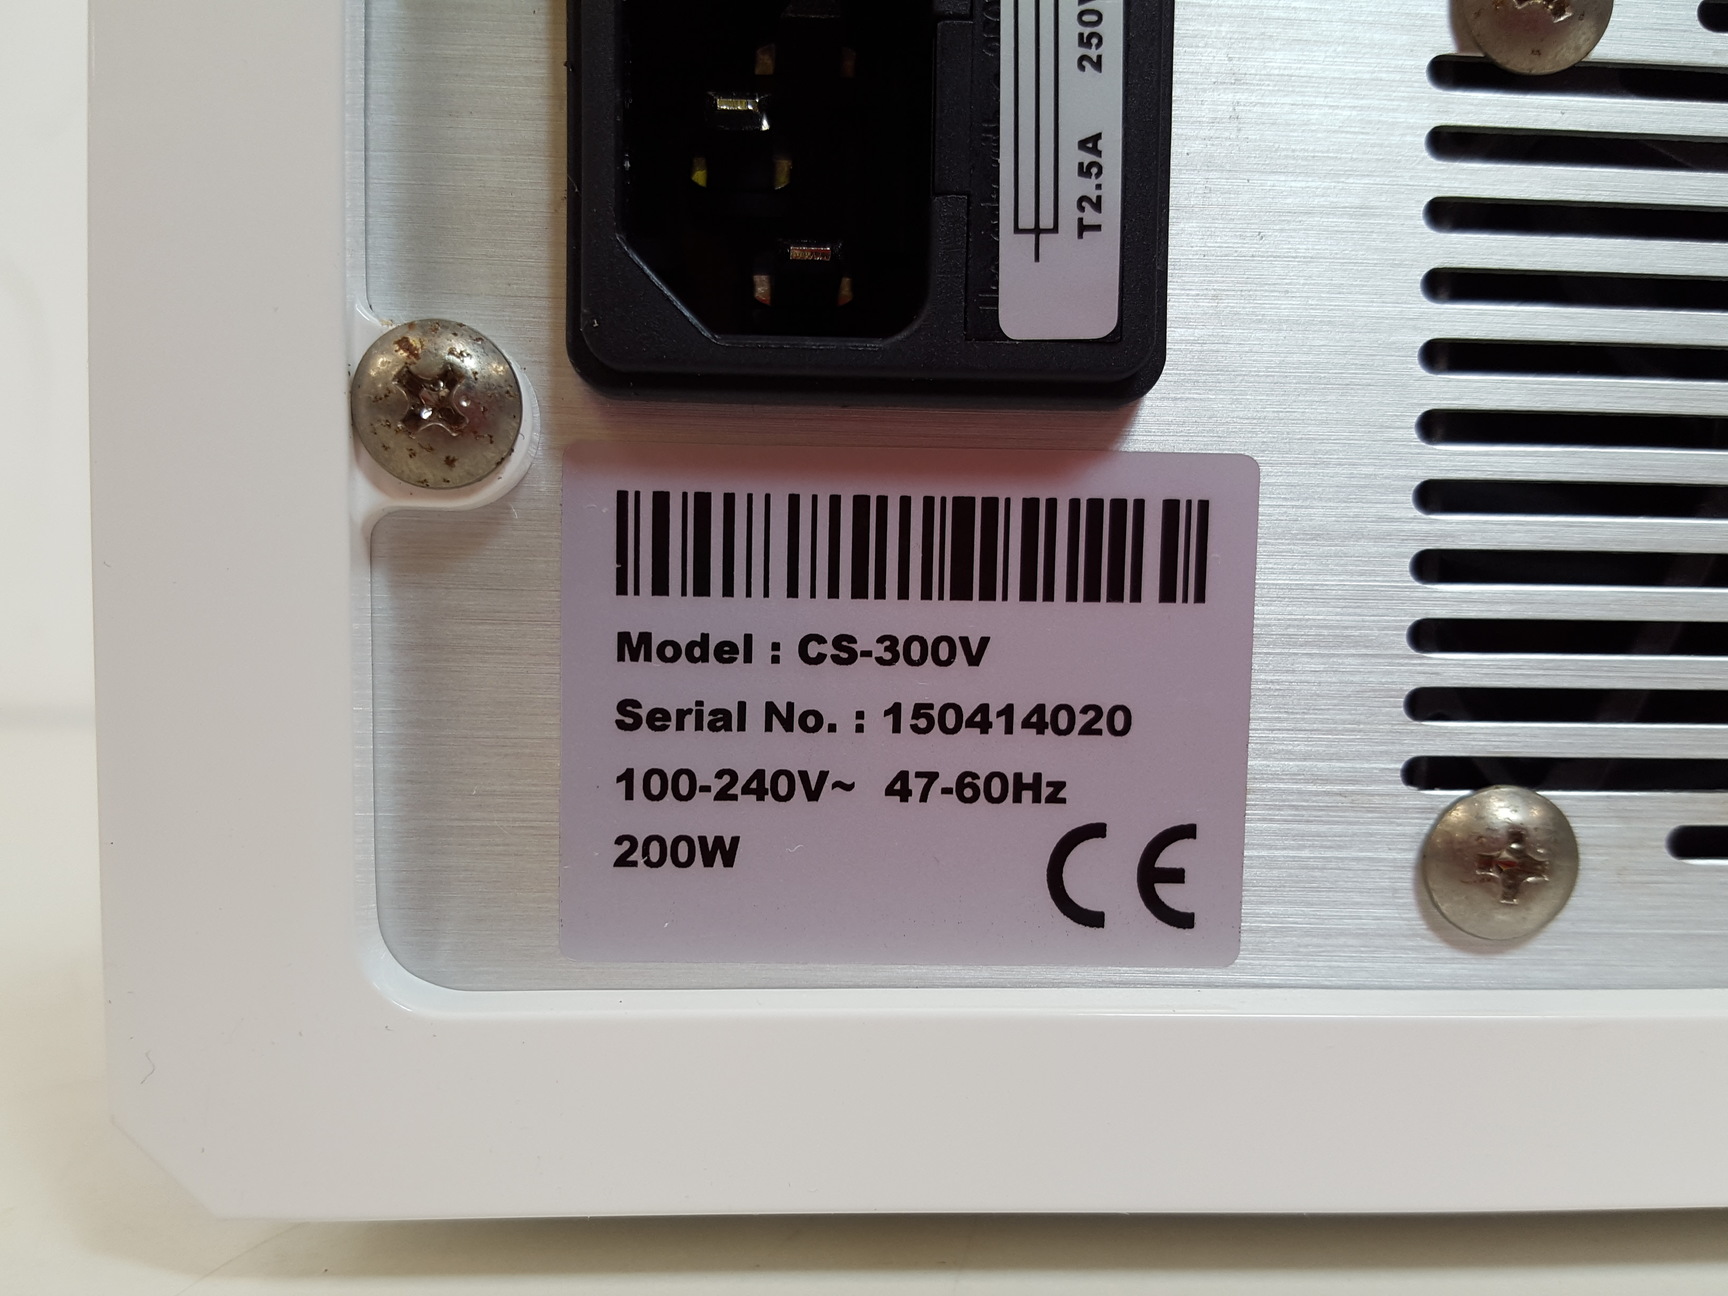 T2.5A 250V
Model : CS-300V
Serial No. : 150414020
100-240V~ 47-60Hz
200W
CE